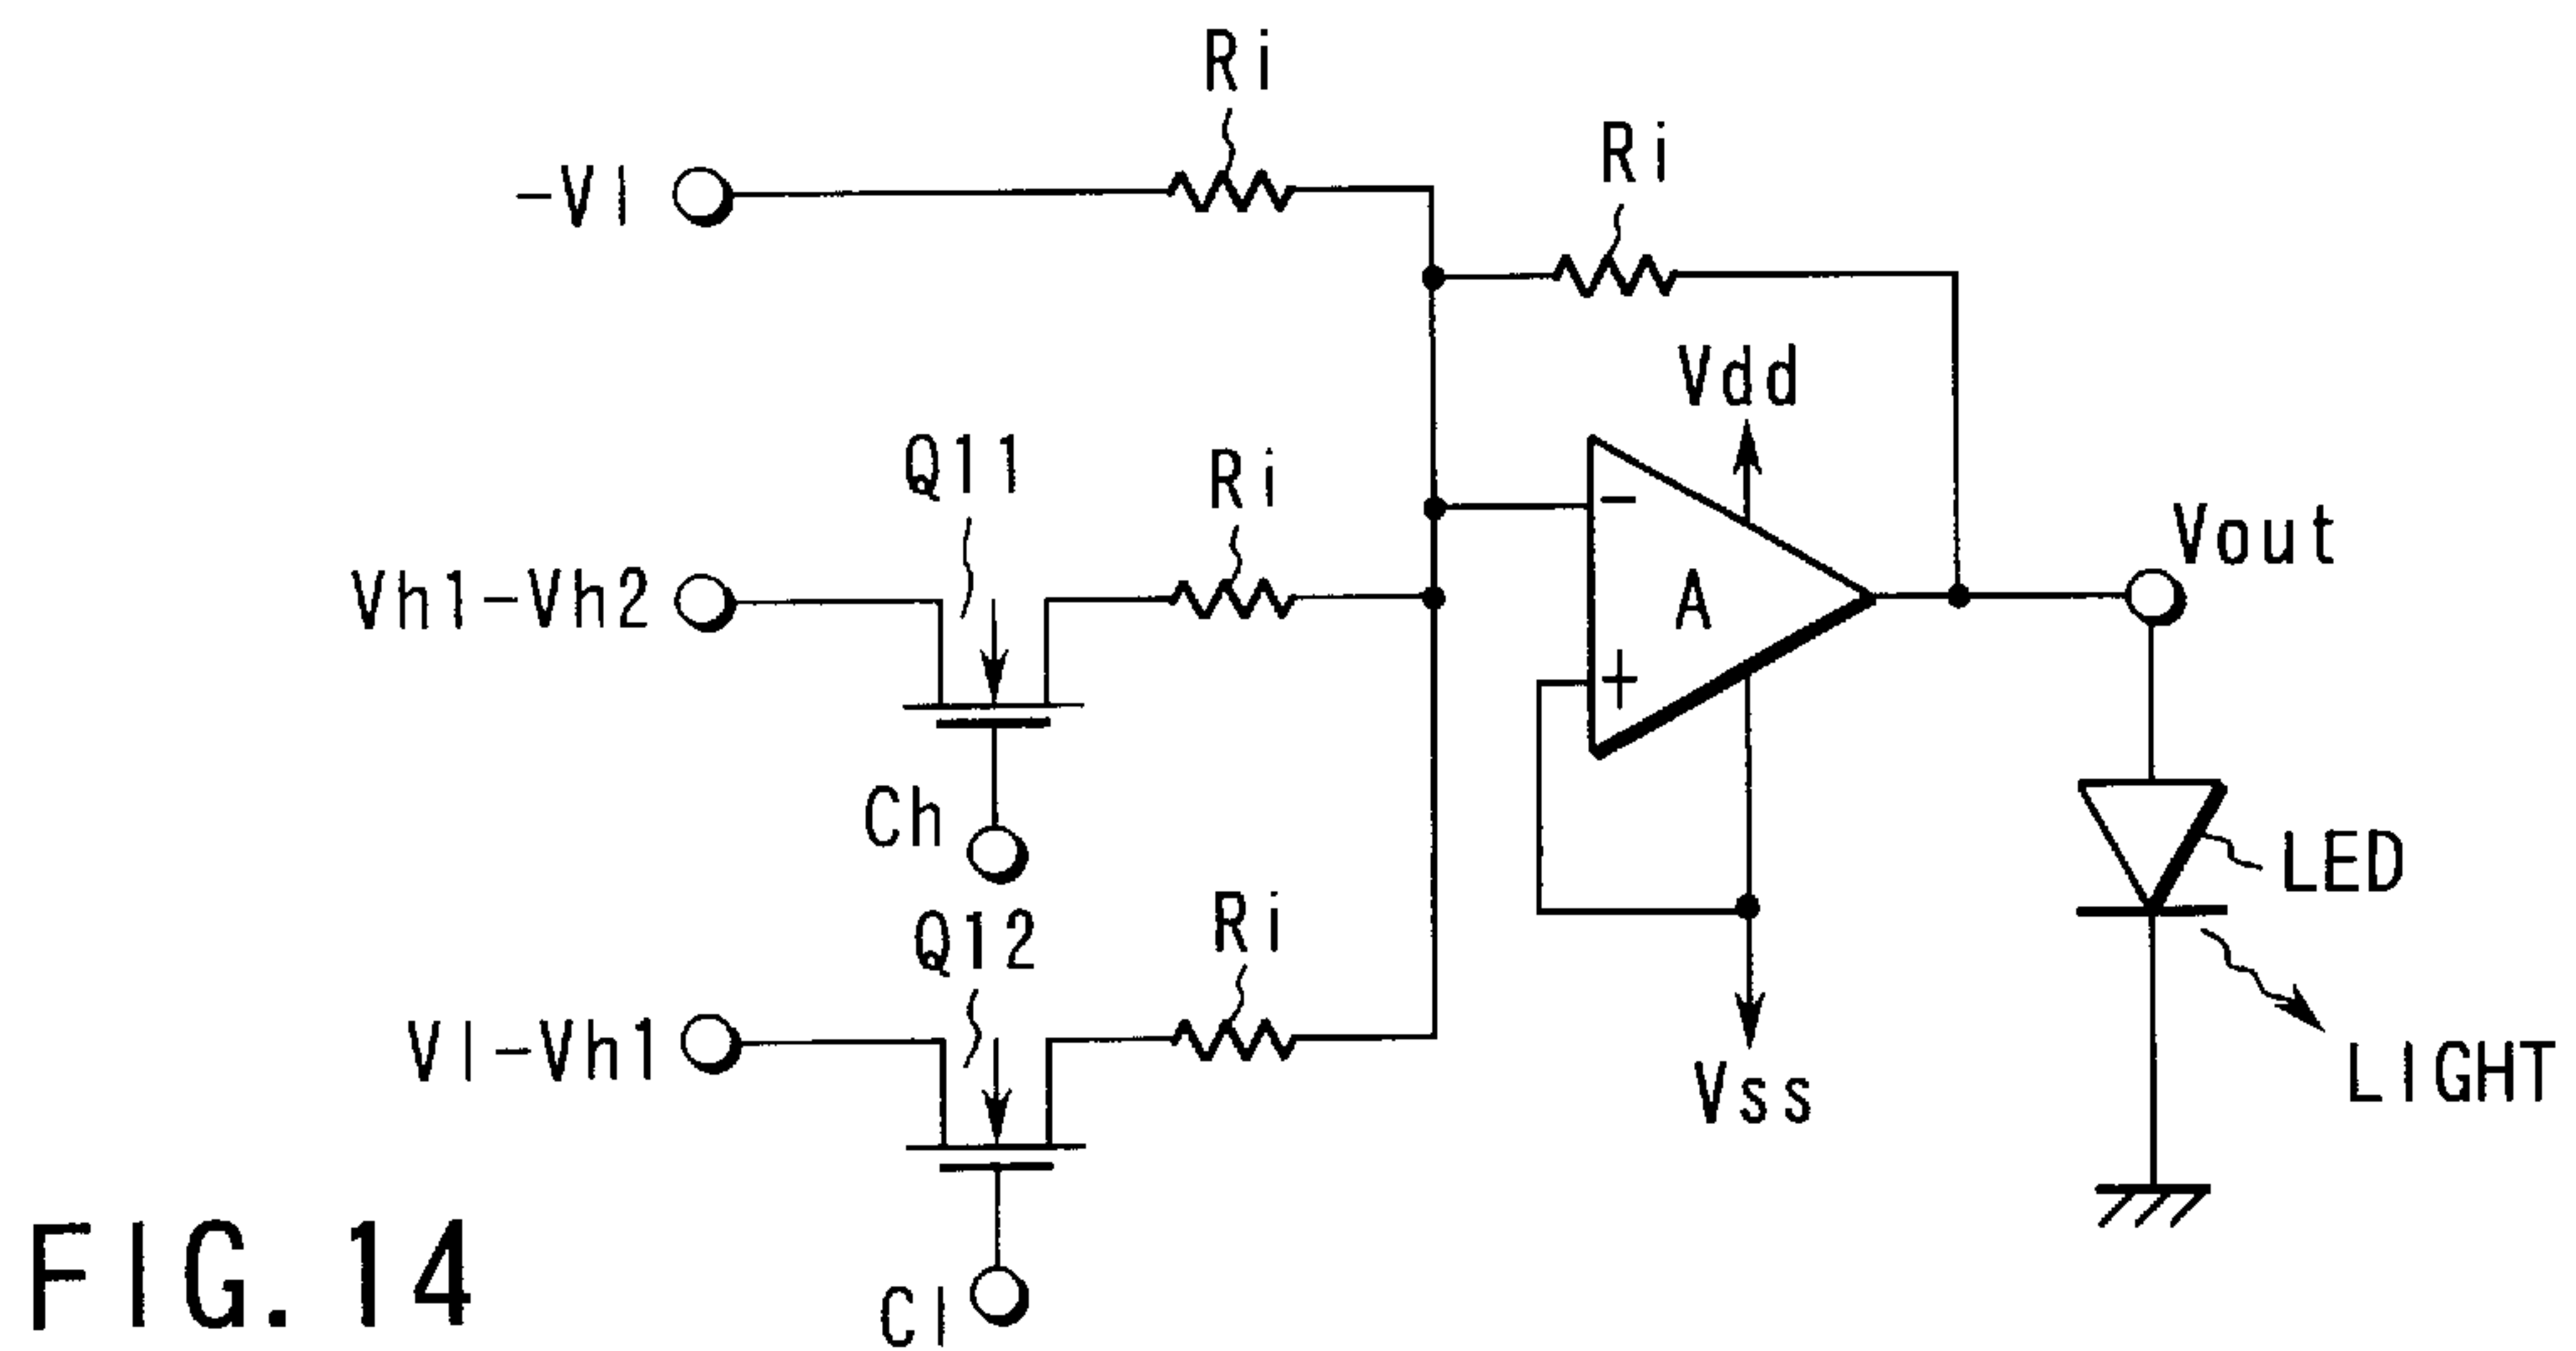 Ri
Ri
-Vl
Vdd
Q11
Ri
Vout
Vh1-Vh2
-
A
+
Ch
LED
Q12
Ri
Vl-Vh1
LIGHT
Vss
Cl
FIG. 14